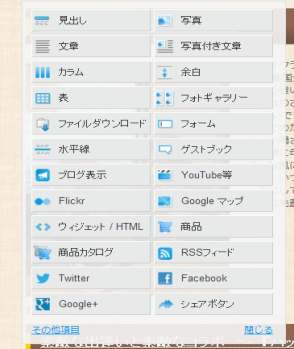 見出し
写真
文章
写真付き文章
カラム
余白
表
フォトギャラリー
ファイルダウンロード
フォーム
水平線
ゲストブック
ブログ表示
YouTube等
Flickr
Google マップ
ウィジェット / HTML
商品
商品カタログ
RSSフィード
Twitter
Facebook
Google+
シェアボタン
その他項目
閉じる